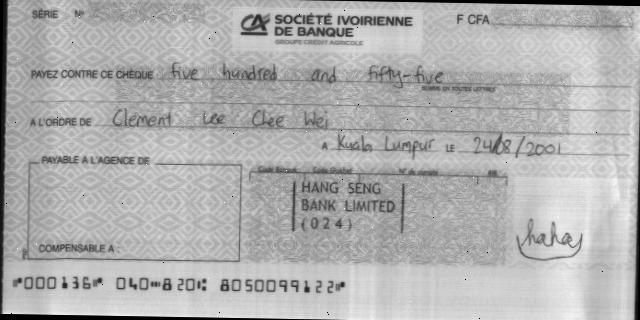 SÉRIE N° F CFA
CA SOCIÉTÉ IVOIRIENNE
DE BANQUE
GROUPE CRÉDIT AGRICOLE
PAYEZ CONTRE CE CHÈQUE five hundred and fifty-five
SOMME EN TOUTES LETTRES
A L'ORDRE DE Clement Lee Chee Wei
A Kuala Lumpur LE 24/08/2001
PAYABLE A L'AGENCE DE
Code Banque Code Guichet N° de compte RIB
HANG SENG
BANK LIMITED
(024)
haha
COMPENSABLE A :
⑈000136⑈ 040⑉820⑆ 8050099122⑈